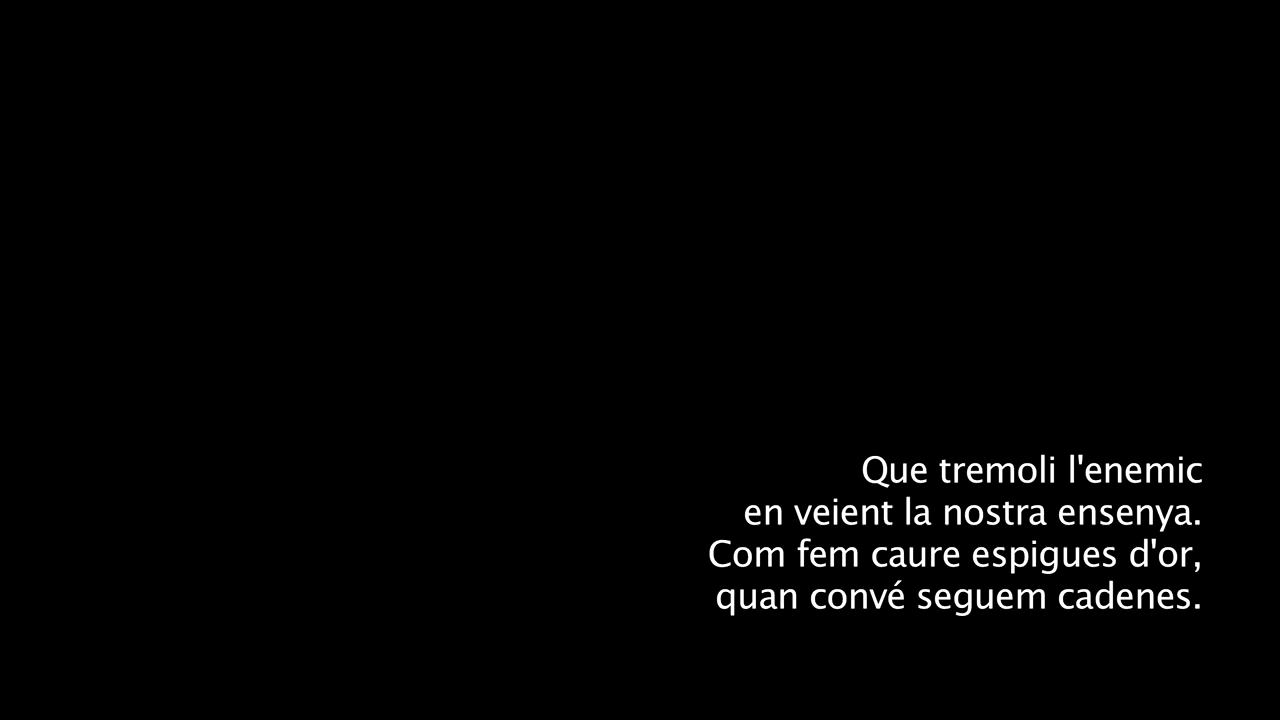 Que tremoli l'enemic
en veient la nostra ensenya.
Com fem caure espigues d'or,
quan convé seguem cadenes.